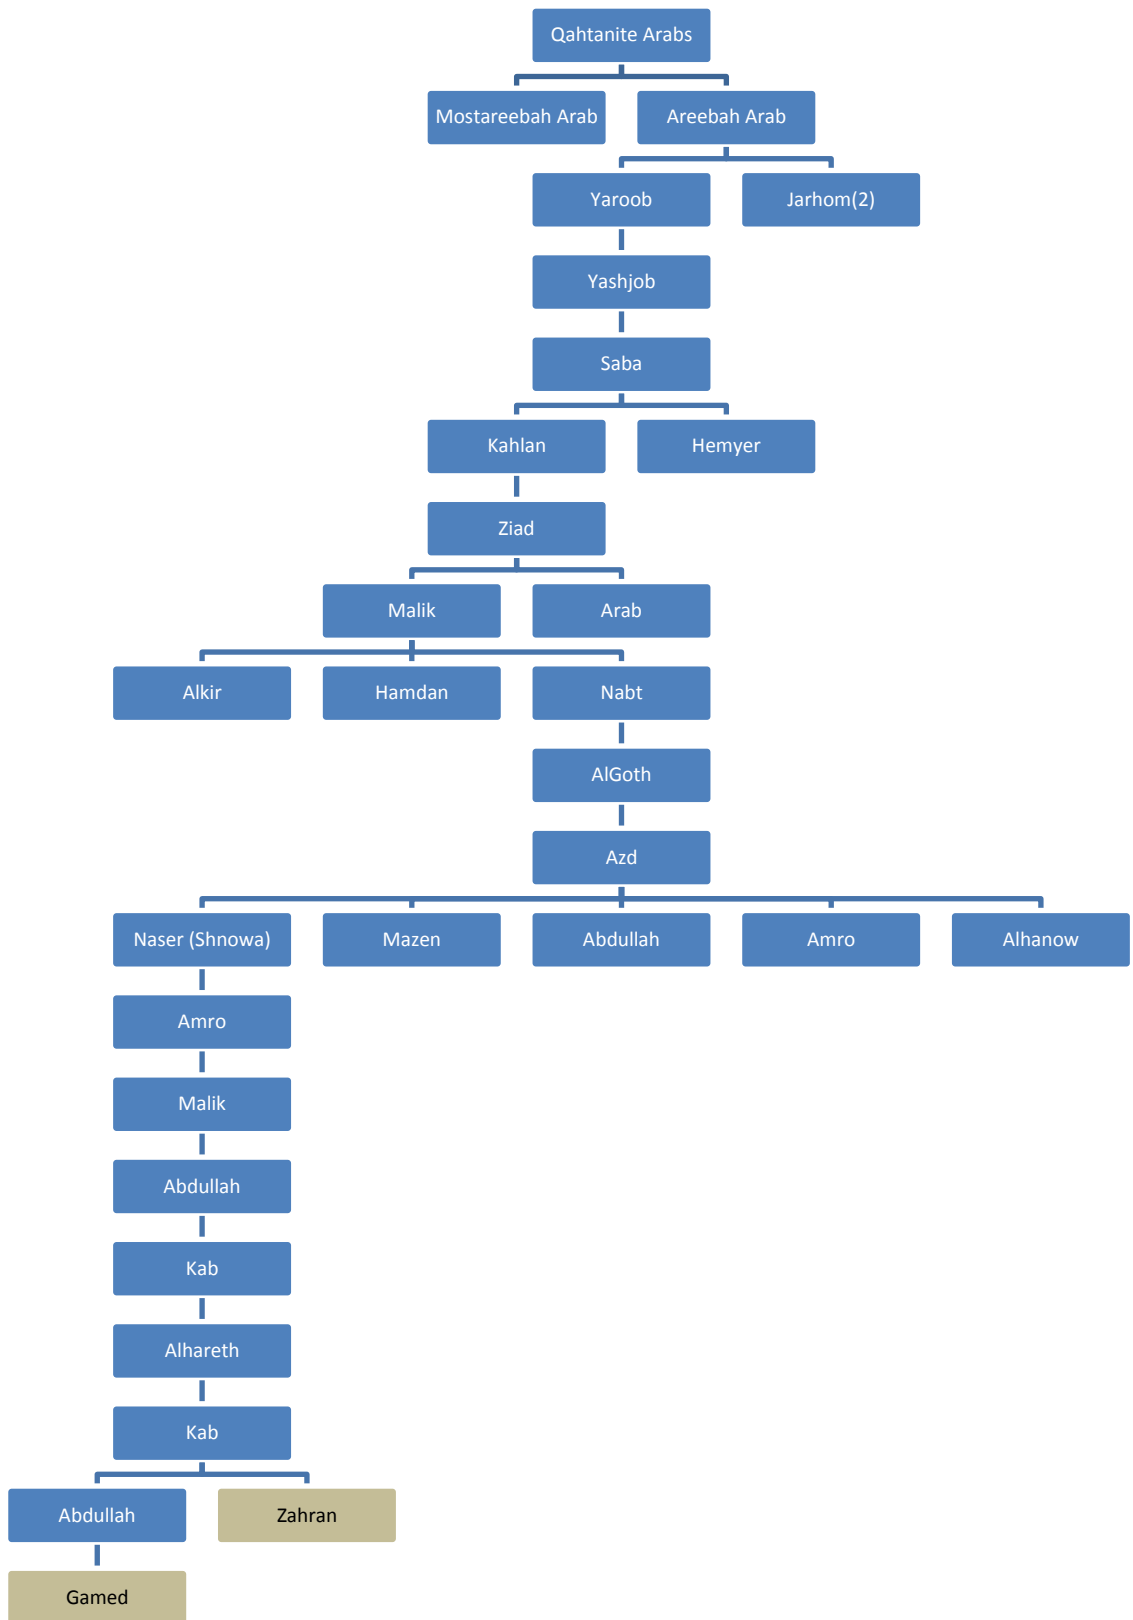 Qahtanite Arabs
Mostareebah Arab
Areebah Arab
Yaroob
Jarhom(2)
Yashjob
Saba
Kahlan
Hemyer
Ziad
Malik
Arab
Alkir
Hamdan
Nabt
AlGoth
Azd
Naser (Shnowa)
Mazen
Abdullah
Amro
Alhanow
Amro
Malik
Abdullah
Kab
Alhareth
Kab
Abdullah
Zahran
Gamed